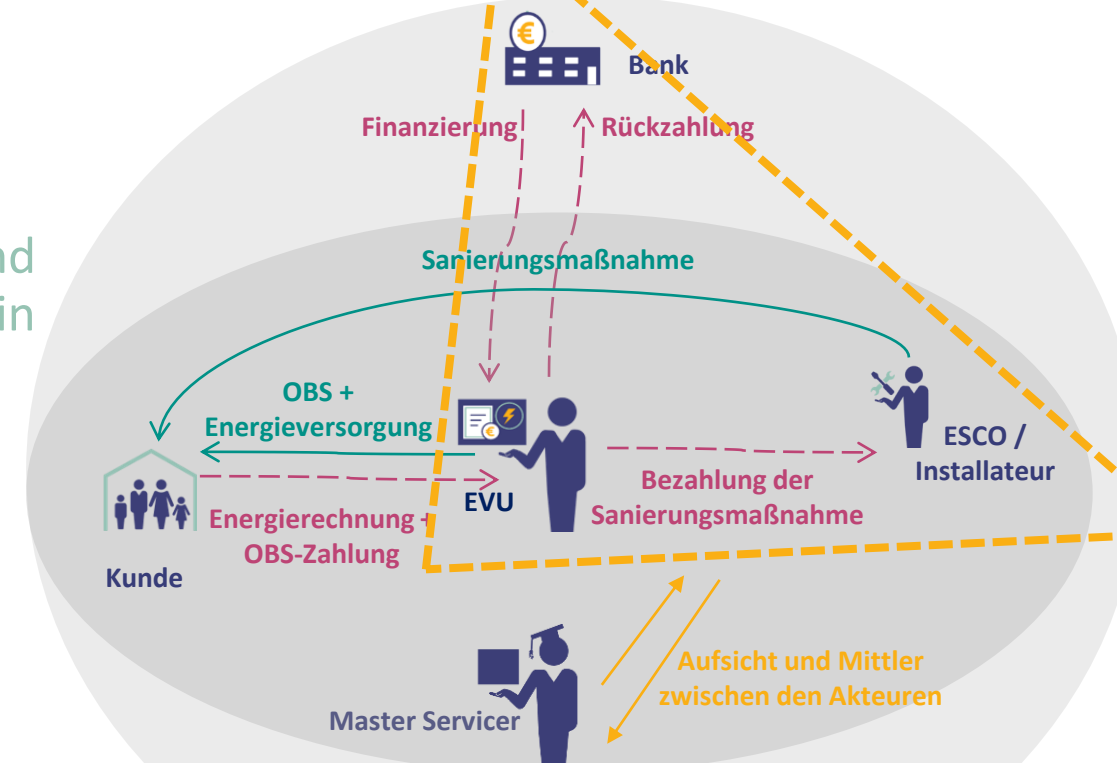 Bank
Finanzierung
Rückzahlung
Sanierungsmaßnahme
OBS +
Energieversorgung
ESCO /
Installateur
EVU
Bezahlung der
Sanierungsmaßnahme
Energierechnung +
OBS-Zahlung
Kunde
Aufsicht und Mittler
zwischen den Akteuren
Master Servicer